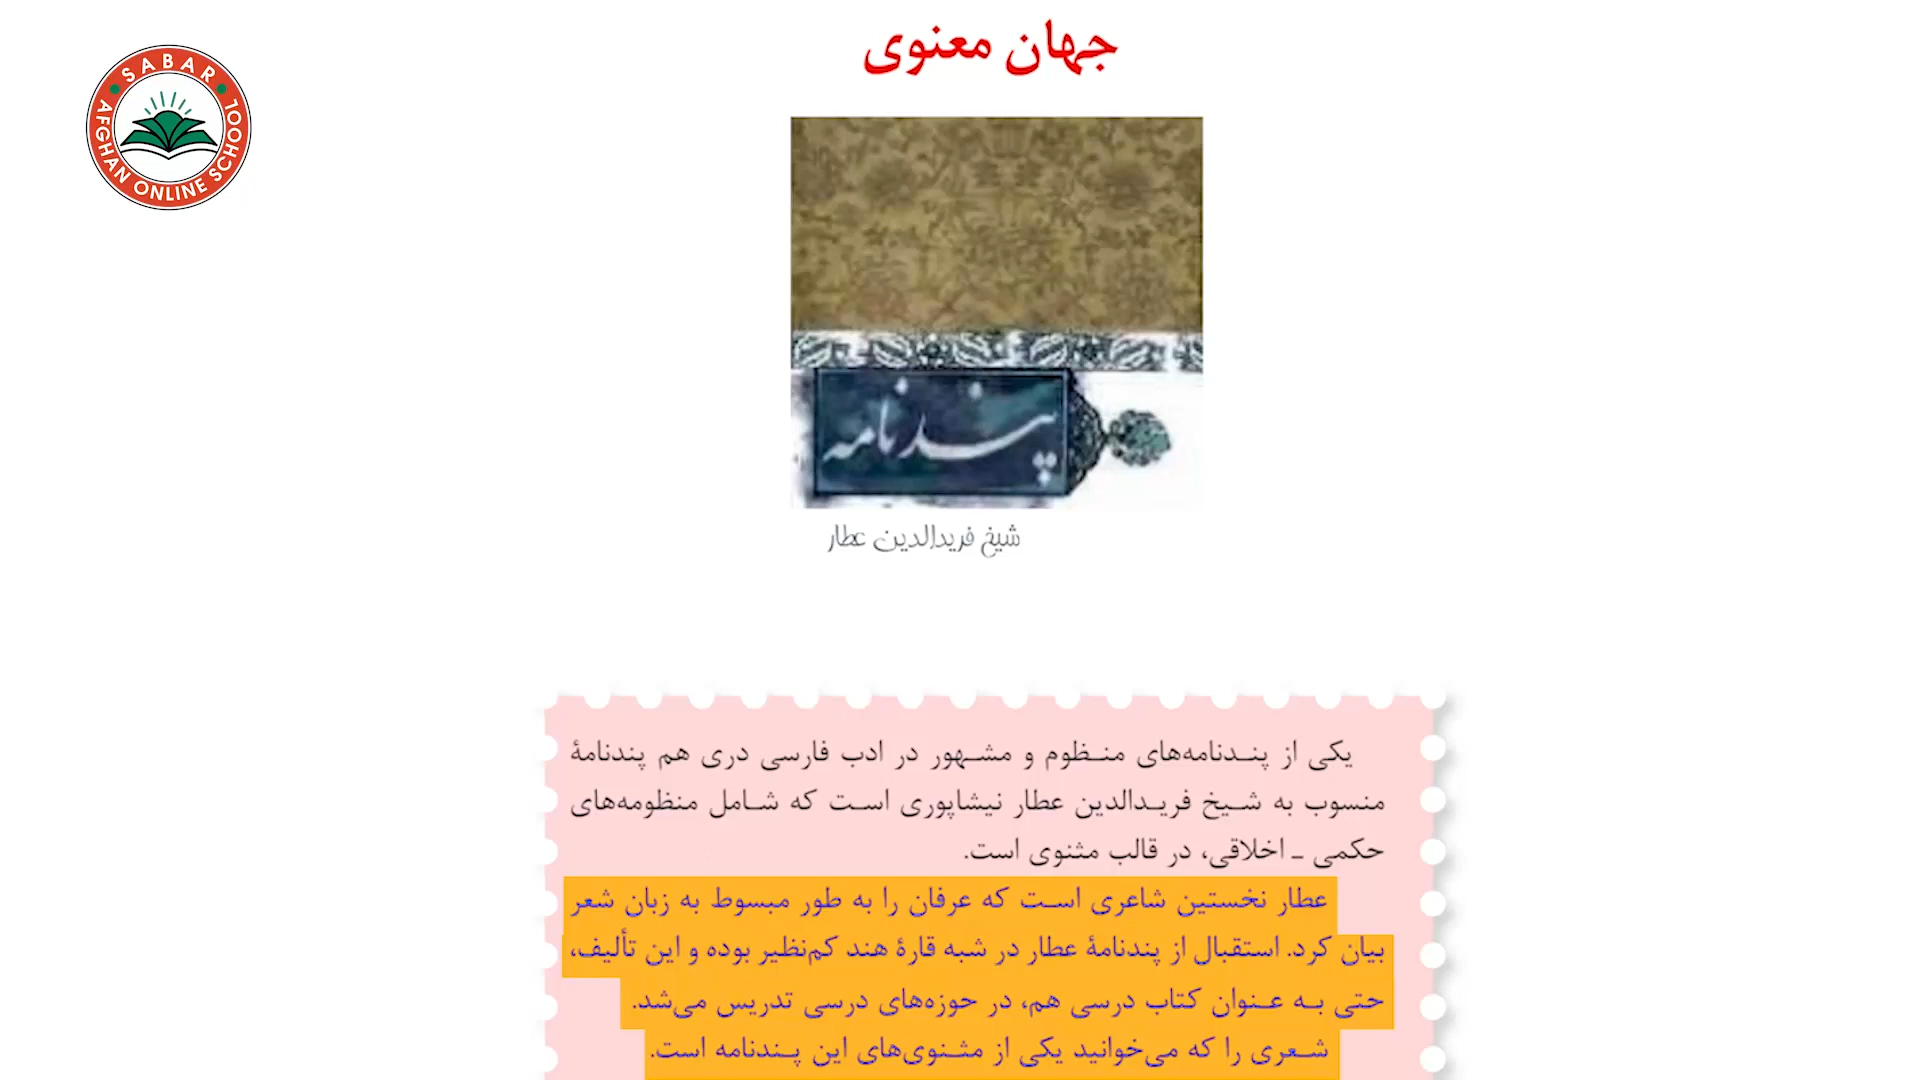 جهان معنوی
SABAR
AFGHAN ONLINE SCHOOL
پندنامه
شیخ فریدالدین عطار
یکی از پندنامه‌های منظوم و مشهور در ادب فارسی دری هم پندنامهٔ
منسوب به شیخ فریدالدین عطار نیشاپوری است که شامل منظومه‌های
حکمی ـ اخلاقی، در قالب مثنوی است.
عطار نخستین شاعری است که عرفان را به طور مبسوط به زبان شعر
بیان کرد. استقبال از پندنامهٔ عطار در شبه قارهٔ هند کم‌نظیر بوده و این تألیف،
حتی به عنوان کتاب درسی هم، در حوزه‌های درسی تدریس می‌شد.
شعری را که می‌خوانید یکی از مثنوی‌های این پندنامه است.